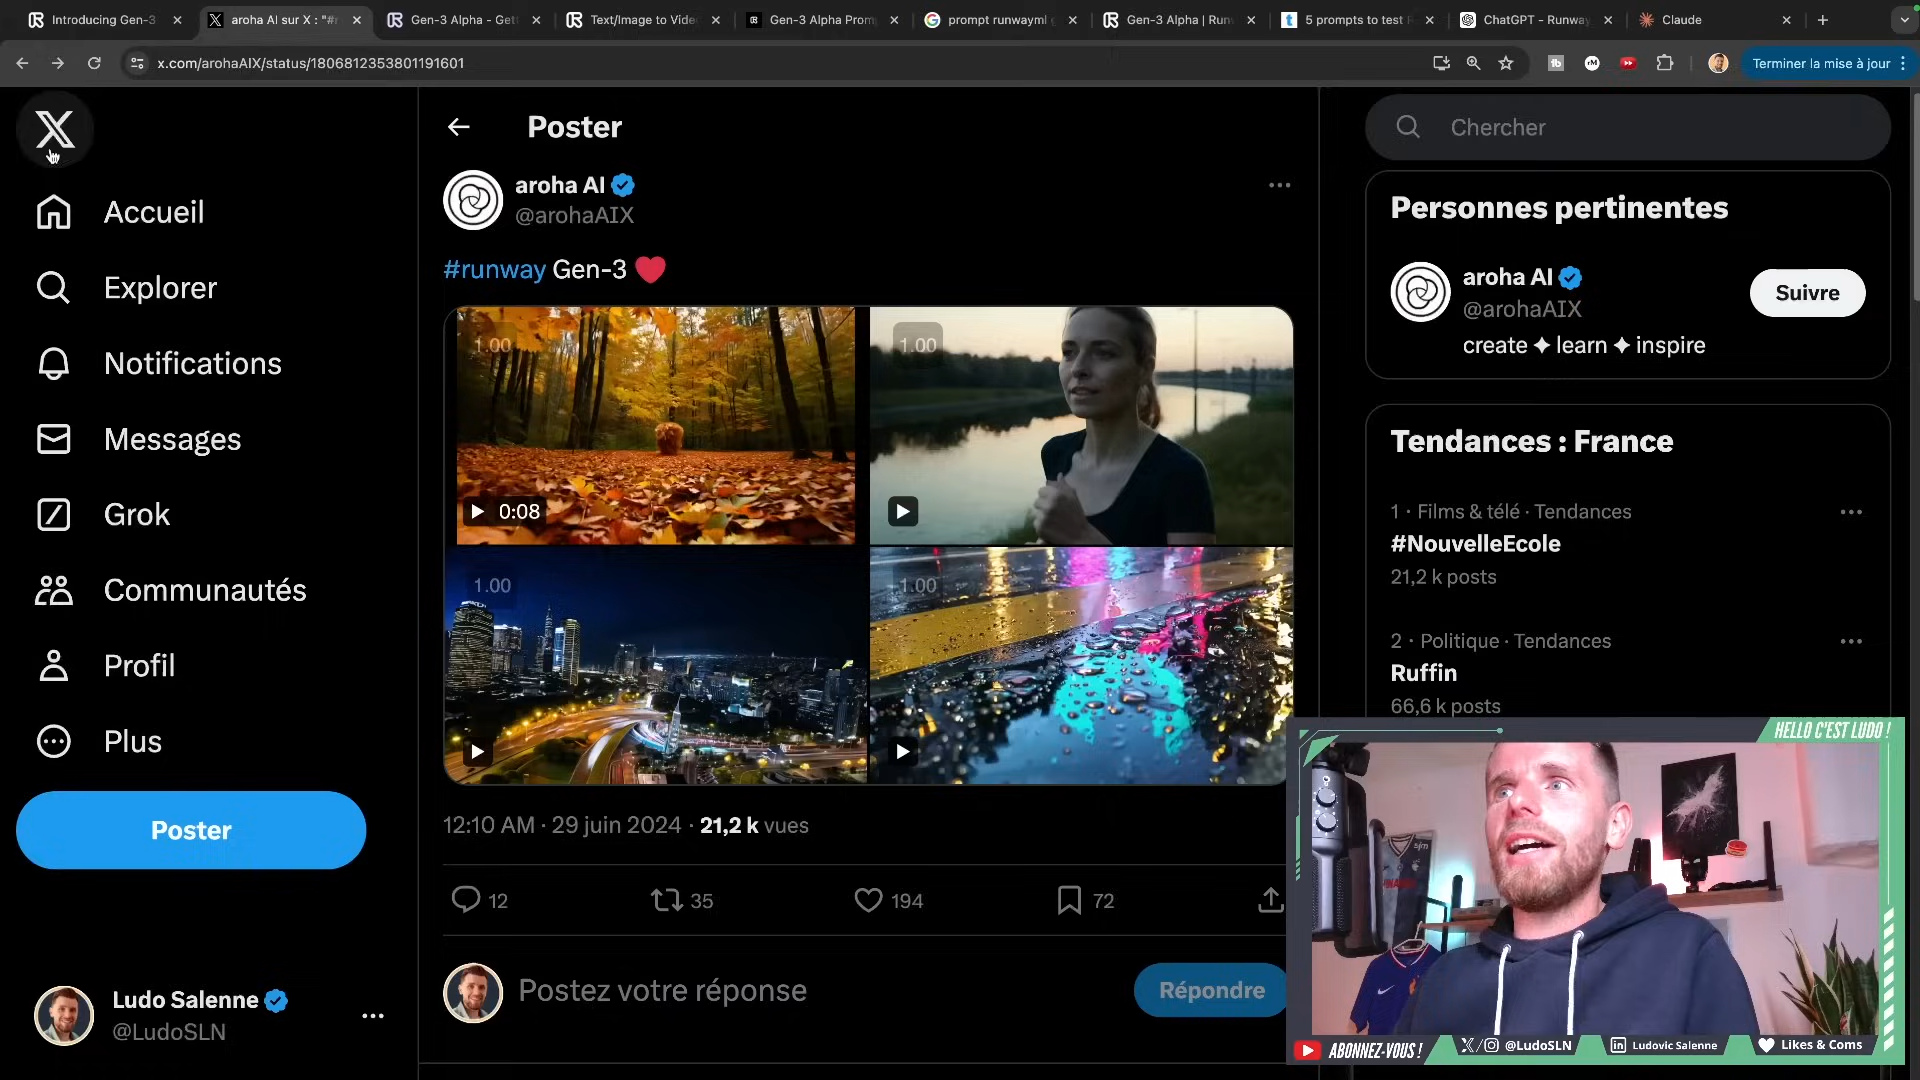 Introducing Gen-3
aroha AI sur X : "#r
Gen-3 Alpha - Gett
Text/Image to Vide
Gen-3 Alpha Prom
prompt runwayml g
Gen-3 Alpha | Run
5 prompts to test
ChatGPT - Runway
Claude
x.com/arohaAIX/status/1806812353801191601
Terminer la mise à jour
Accueil
Explorer
Notifications
Messages
Grok
Communautés
Profil
Plus
Poster
Ludo Salenne
@LudoSLN
Poster
aroha AI
@arohaAIX
#runway Gen-3
1.00
0:08
1.00
1.00
1.00
12:10 AM · 29 juin 2024 · 21,2 k vues
12
35
194
72
Postez votre réponse
Répondre
Chercher
Personnes pertinentes
aroha AI
@arohaAIX
create ✦ learn ✦ inspire
Suivre
Tendances : France
1 · Films & télé · Tendances
#NouvelleEcole
21,2 k posts
2 · Politique · Tendances
Ruffin
66,6 k posts
HELLO C'EST LUDO !
ABONNEZ-VOUS !
@LudoSLN
Ludovic Salenne
Likes & Coms